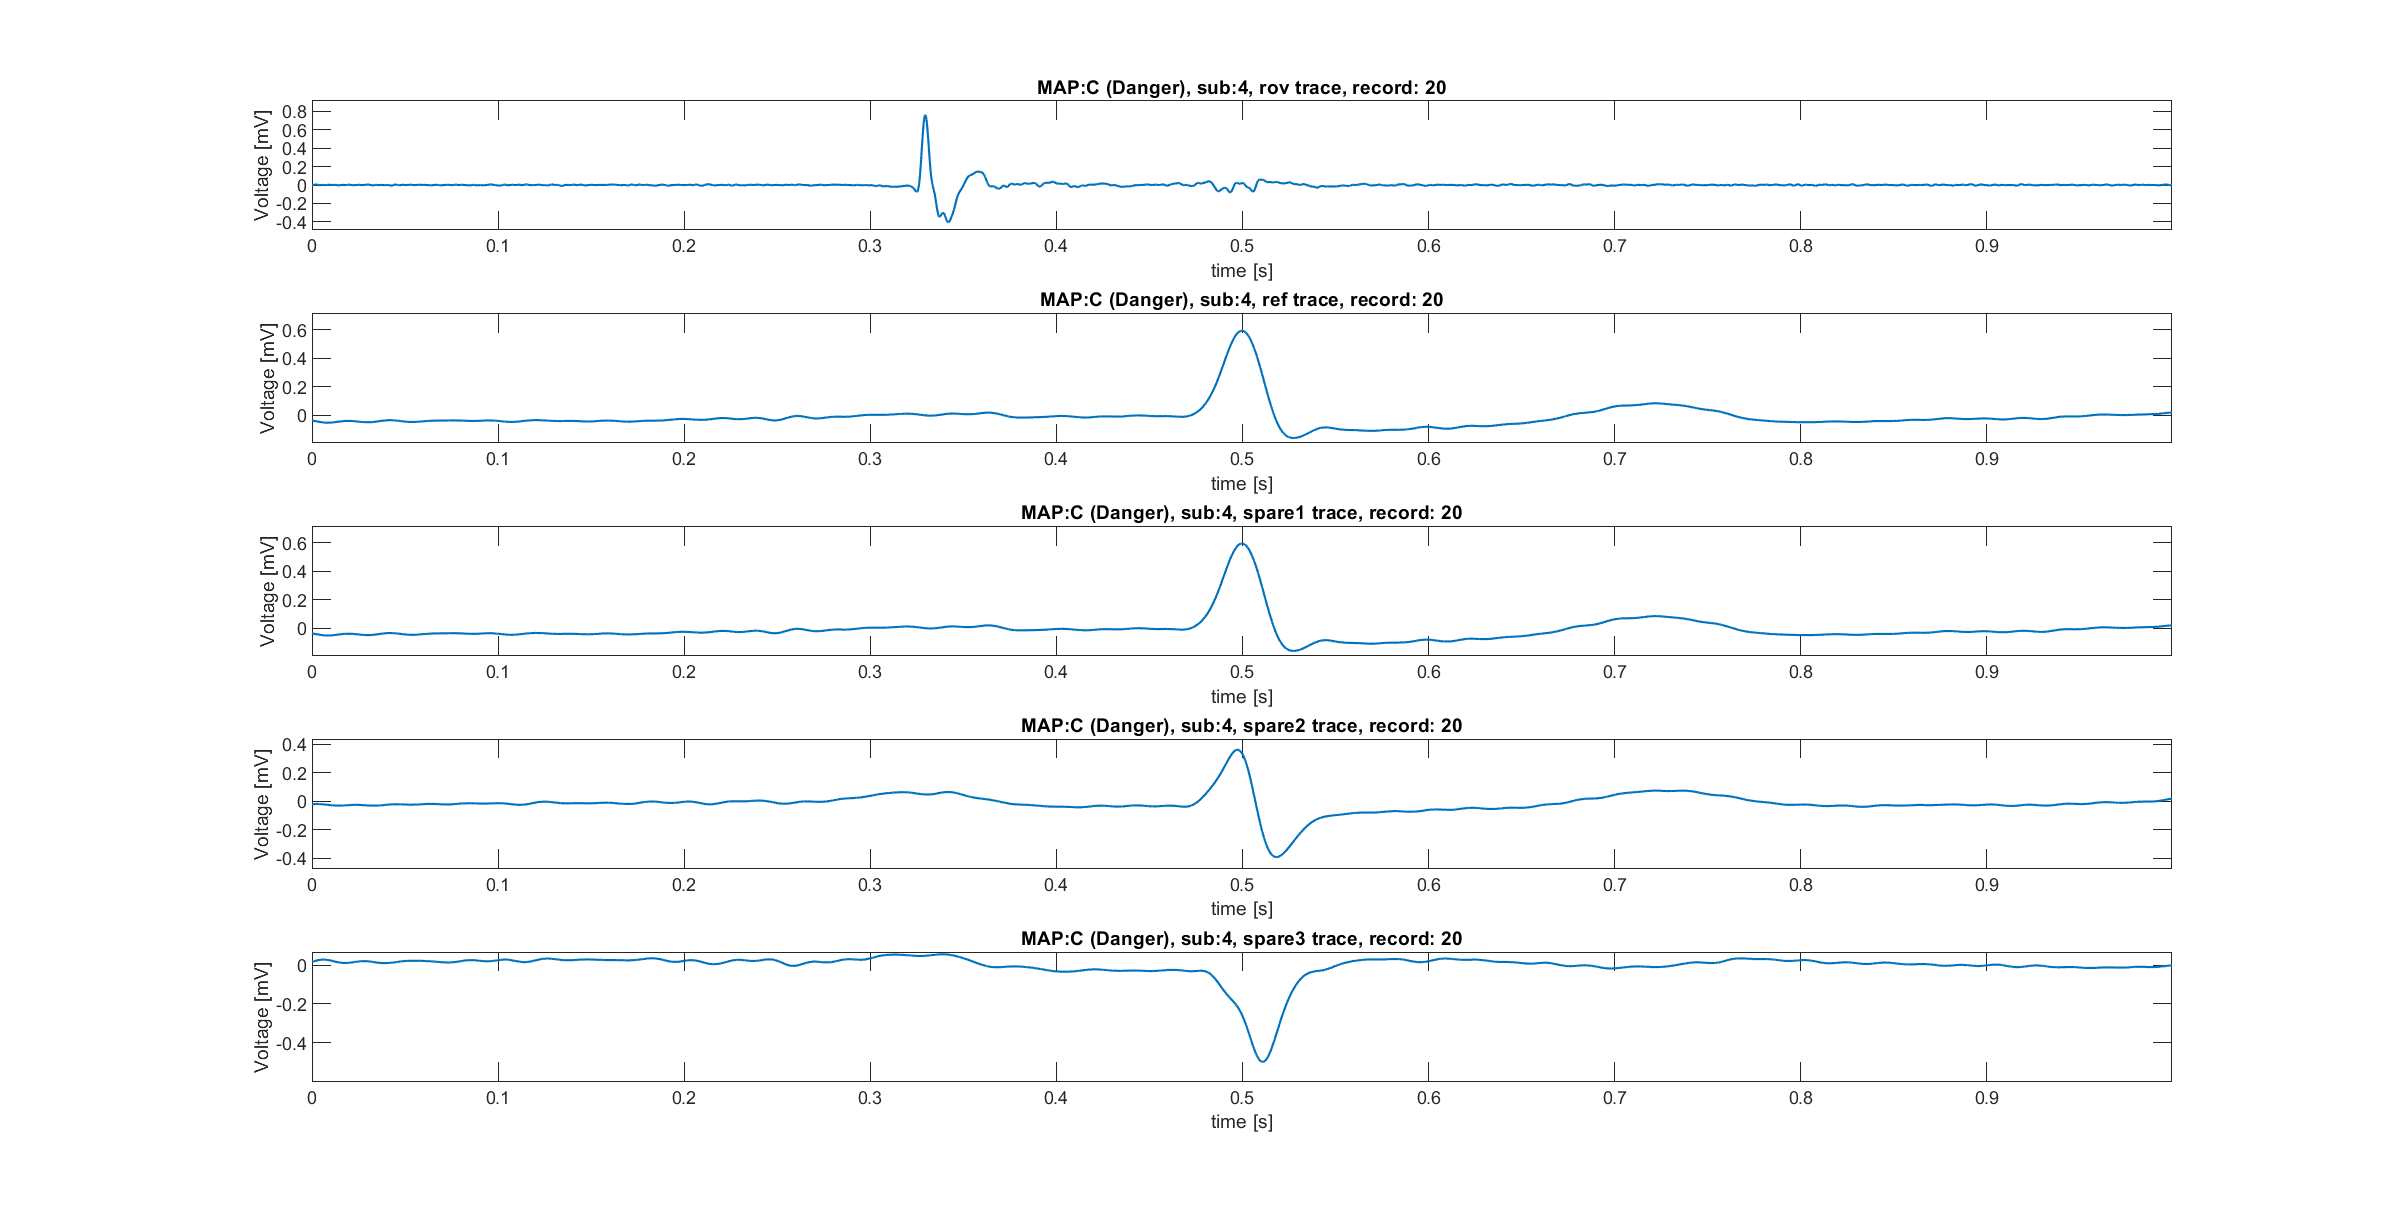 MAP:C (Danger), sub:4, rov trace, record: 20
Voltage [mV]
0.8
0.6
0.4
0.2
0
-0.2
-0.4
0 0.1 0.2 0.3 0.4 0.5 0.6 0.7 0.8 0.9
time [s]
MAP:C (Danger), sub:4, ref trace, record: 20
Voltage [mV]
0.6
0.4
0.2
0
0 0.1 0.2 0.3 0.4 0.5 0.6 0.7 0.8 0.9
time [s]
MAP:C (Danger), sub:4, spare1 trace, record: 20
Voltage [mV]
0.6
0.4
0.2
0
0 0.1 0.2 0.3 0.4 0.5 0.6 0.7 0.8 0.9
time [s]
MAP:C (Danger), sub:4, spare2 trace, record: 20
Voltage [mV]
0.4
0.2
0
-0.2
-0.4
0 0.1 0.2 0.3 0.4 0.5 0.6 0.7 0.8 0.9
time [s]
MAP:C (Danger), sub:4, spare3 trace, record: 20
Voltage [mV]
0
-0.2
-0.4
0 0.1 0.2 0.3 0.4 0.5 0.6 0.7 0.8 0.9
time [s]